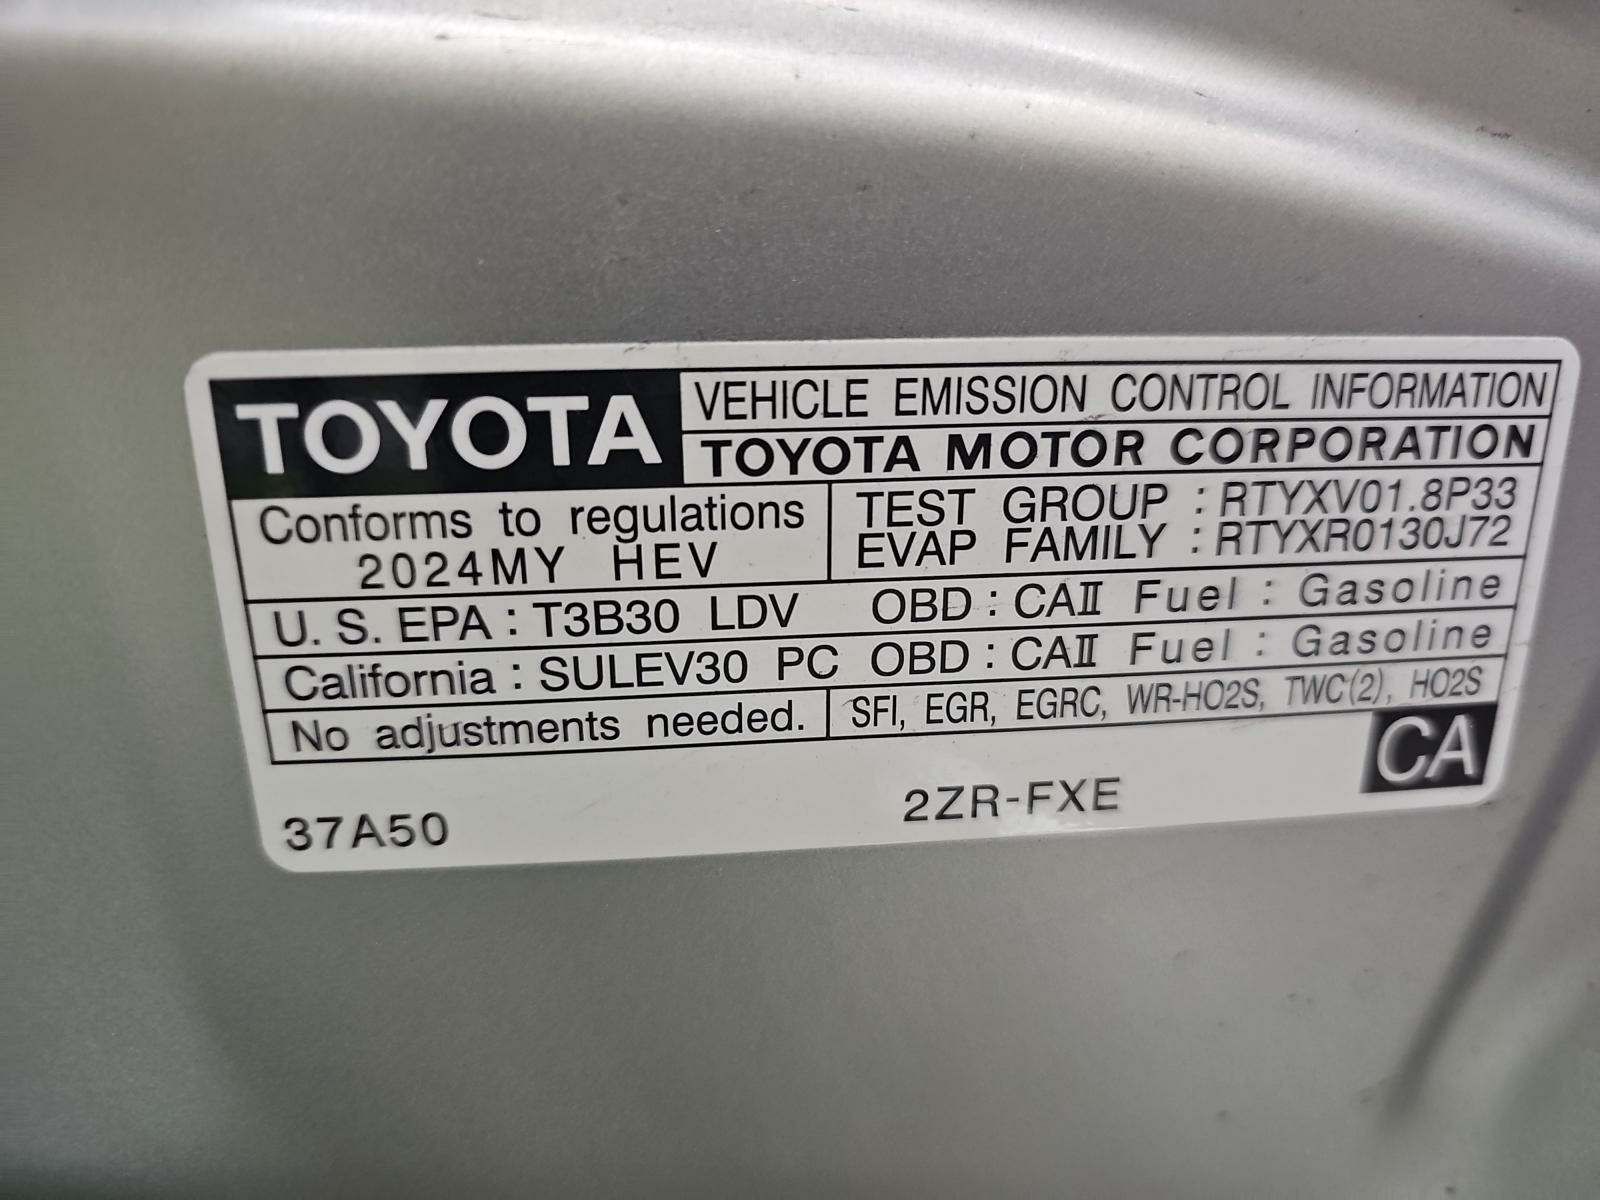 TOYOTA VEHICLE EMISSION CONTROL INFORMATION
TOYOTA MOTOR CORPORATION
Conforms to regulations
2024MY HEV
TEST GROUP : RTYXV01.8P33
EVAP FAMILY : RTYXR0130J72
U. S. EPA : T3B30 LDV OBD : CAⅡ Fuel : Gasoline
California : SULEV30 PC OBD : CAⅡ Fuel : Gasoline
No adjustments needed. SFI, EGR, EGRC, WR-HO2S, TWC(2), HO2S
CA
37A50 2ZR-FXE